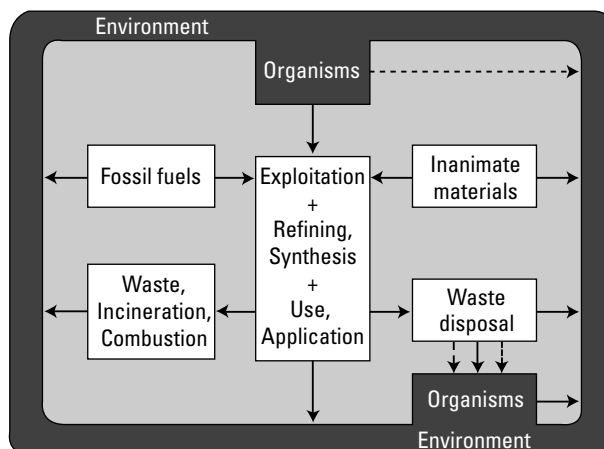 Environment
Organisms
Fossil fuels
Exploitation
+
Refining,
Synthesis
+
Use,
Application
Inanimate
materials
Waste,
Incineration,
Combustion
Waste
disposal
Organisms
Environment